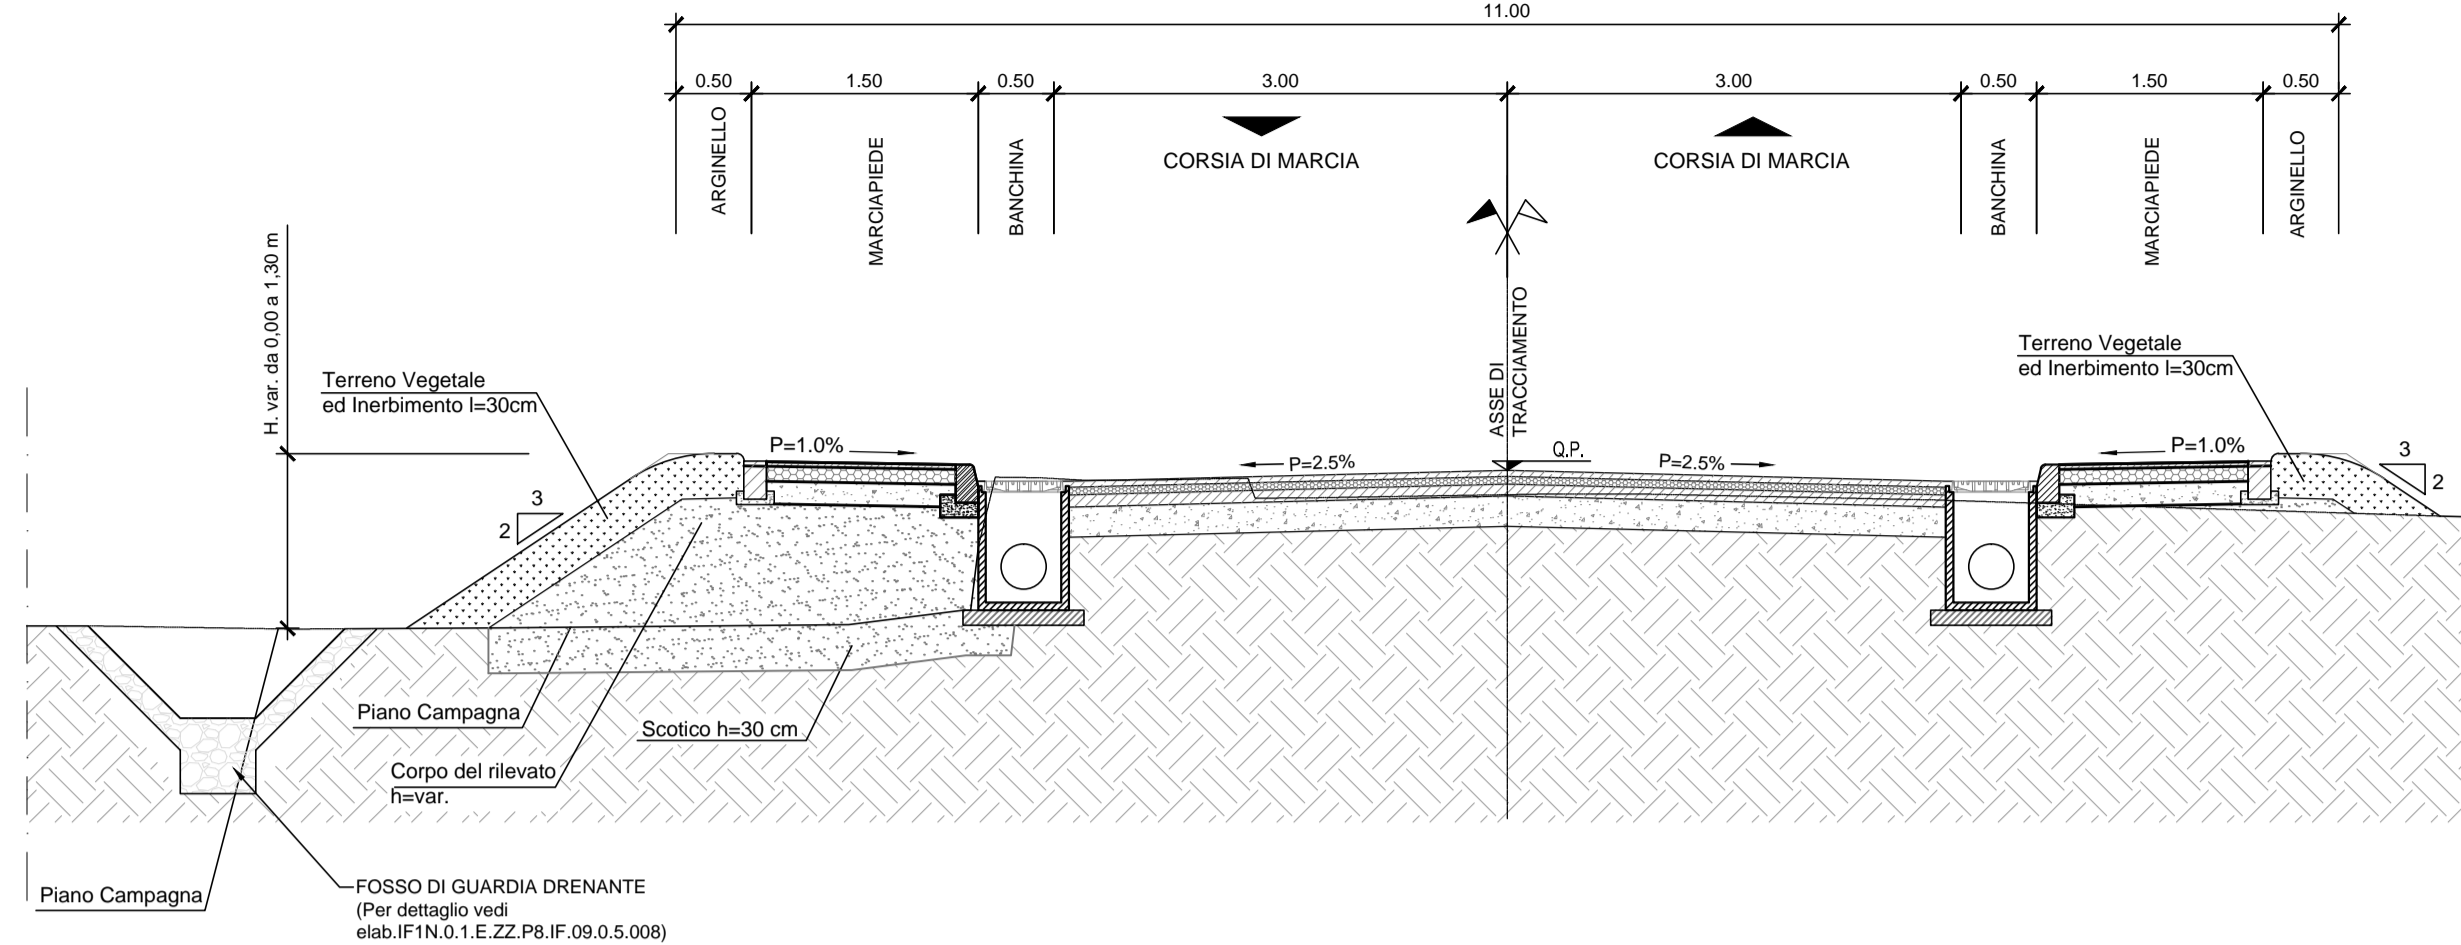 11.00
0.50
1.50
0.50
3.00
3.00
0.50
1.50
0.50
ARGINELLO
MARCIAPIEDE
BANCHINA
CORSIA DI MARCIA
CORSIA DI MARCIA
BANCHINA
MARCIAPIEDE
ARGINELLO
H. var. da 0,00 a 1,30 m
ASSE DI
TRACCIAMENTO
Terreno Vegetale
ed Inerbimento l=30cm
Terreno Vegetale
ed Inerbimento l=30cm
P=1.0%
P=2.5%
Q.P.
P=2.5%
P=1.0%
3
2
3
2
Piano Campagna
Scotico h=30 cm
Corpo del rilevato
h=var.
Piano Campagna
FOSSO DI GUARDIA DRENANTE
(Per dettaglio vedi
elab.IF1N.0.1.E.ZZ.P8.IF.09.0.5.008)